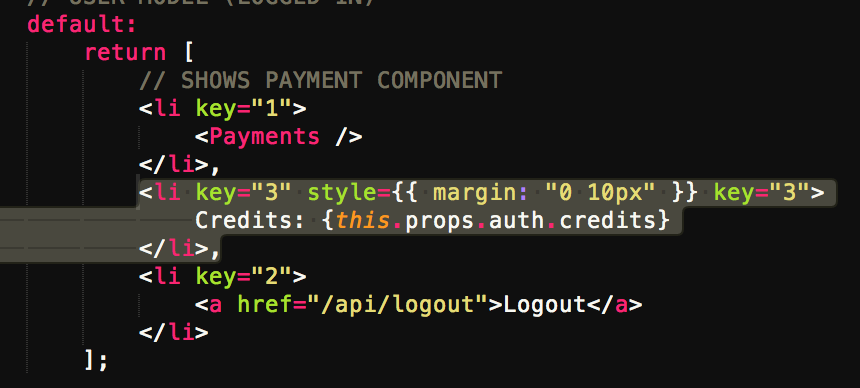 // USER MODEL (LOGGED IN)
default:
return [
// SHOWS PAYMENT COMPONENT
<li key="1">
<Payments />
</li>,
<li key="3" style={{ margin: "0 10px" }} key="3">
Credits: {this.props.auth.credits}
</li>,
<li key="2">
<a href="/api/logout">Logout</a>
</li>
];